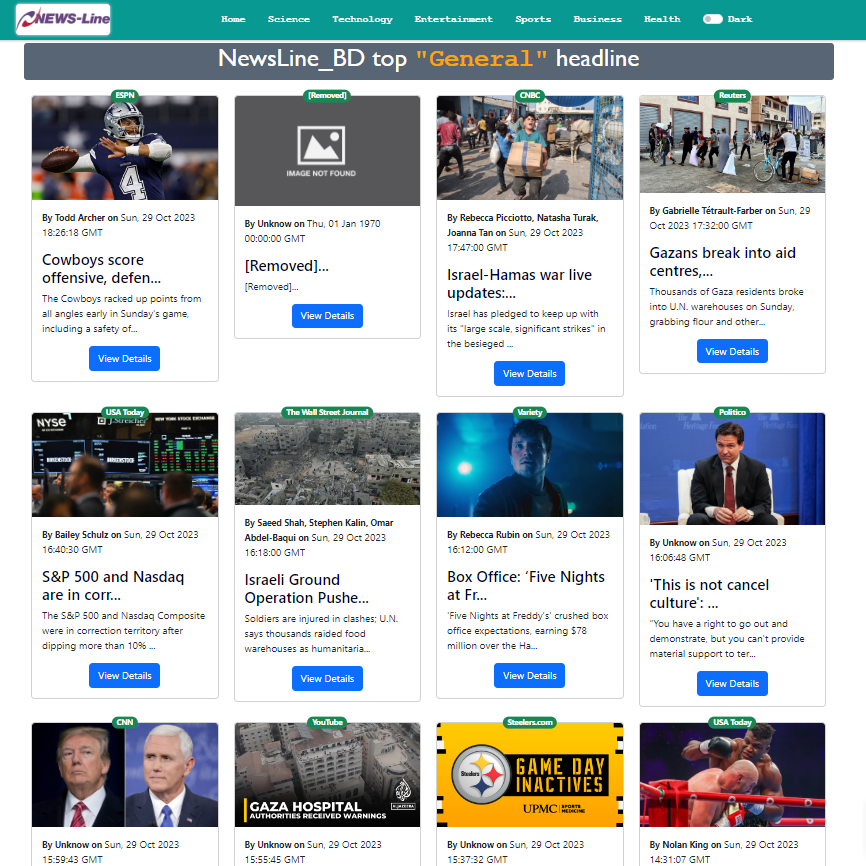 NEWS-Line
Home Science Technology Entertainment Sports Business Health Dark
NewsLine_BD top "General" headline
ESPN
4
By Todd Archer on Sun, 29 Oct 2023
18:26:18 GMT
Cowboys score
offensive, defen...
The Cowboys racked up points from
all angles early in Sunday's game,
including a safety of...
View Details
[Removed]
IMAGE NOT FOUND
By Unknow on Thu, 01 Jan 1970
00:00:00 GMT
[Removed]...
[Removed]...
View Details
CNBC
By Rebecca Picciotto, Natasha Turak,
Joanna Tan on Sun, 29 Oct 2023
17:47:00 GMT
Israel-Hamas war live
updates:...
Israel has pledged to keep up with
its "large scale, significant strikes" in
the besieged ...
View Details
Reuters
By Gabrielle Tétrault-Farber on Sun, 29
Oct 2023 17:32:00 GMT
Gazans break into aid
centres,...
Thousands of Gaza residents broke
into U.N. warehouses on Sunday,
grabbing flour and other...
View Details
USA Today
NYSE
J.Streicher
NEW YORK STOCK EXCHANGE
BIRKENSTOCK
BIRKENSTOCK
By Bailey Schulz on Sun, 29 Oct 2023
16:40:30 GMT
S&P 500 and Nasdaq
are in corr...
The S&P 500 and Nasdaq Composite
were in correction territory after
dipping more than 10% ...
View Details
The Wall Street Journal
By Saeed Shah, Stephen Kalin, Omar
Abdel-Baqui on Sun, 29 Oct 2023
16:18:00 GMT
Israeli Ground
Operation Pushe...
Soldiers are injured in clashes; U.N.
says thousands raided food
warehouses as humanitaria...
View Details
Variety
By Rebecca Rubin on Sun, 29 Oct 2023
16:12:00 GMT
Box Office: ‘Five Nights
at Fr...
‘Five Nights at Freddy's’ crushed box
office expectations, earning $78
million over the Ha...
View Details
Politico
By Unknow on Sun, 29 Oct 2023
16:06:48 GMT
'This is not cancel
culture': ...
“You have a right to go out and
demonstrate, but you can't provide
material support to ter...
View Details
CNN
By Unknow on Sun, 29 Oct 2023
15:59:43 GMT
YouTube
GAZA HOSPITAL
AUTHORITIES RECEIVED WARNINGS
ALJAZEERA
By Unknow on Sun, 29 Oct 2023
15:55:45 GMT
Steelers.com
Steelers
GAME DAY
INACTIVES
UPMC SPORTS
MEDICINE
By Unknow on Sun, 29 Oct 2023
15:37:32 GMT
USA Today
By Nolan King on Sun, 29 Oct 2023
14:31:07 GMT